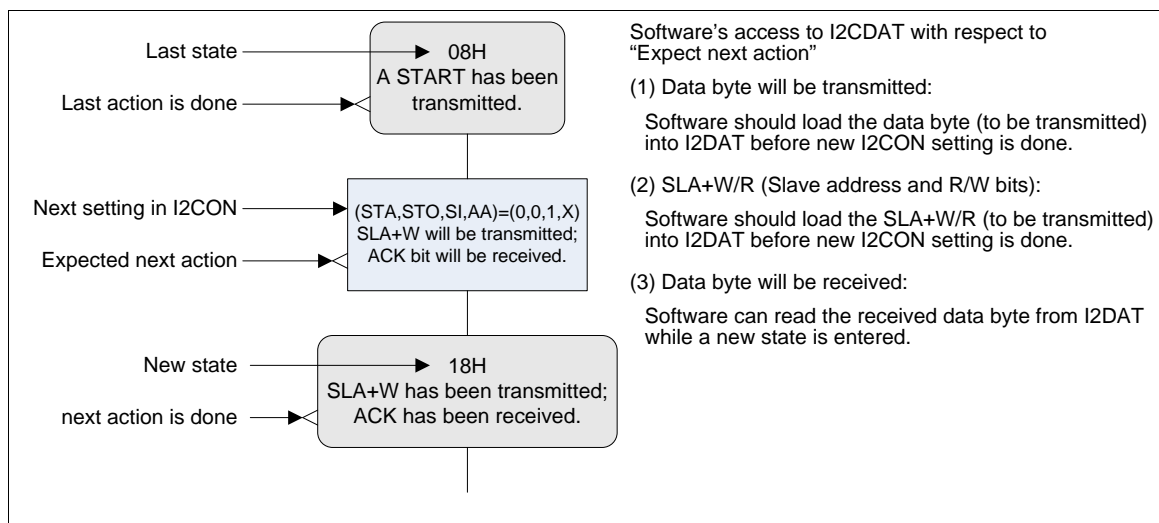 Last state
08H
A START has been
transmitted.
Last action is done
Next setting in I2CON
(STA,STO,SI,AA)=(0,0,1,X)
SLA+W will be transmitted;
ACK bit will be received.
Expected next action
New state
18H
SLA+W has been transmitted;
ACK has been received.
next action is done
Software’s access to I2CDAT with respect to
“Expect next action”
(1) Data byte will be transmitted:
Software should load the data byte (to be transmitted)
into I2DAT before new I2CON setting is done.
(2) SLA+W/R (Slave address and R/W bits):
Software should load the SLA+W/R (to be transmitted)
into I2DAT before new I2CON setting is done.
(3) Data byte will be received:
Software can read the received data byte from I2DAT
while a new state is entered.